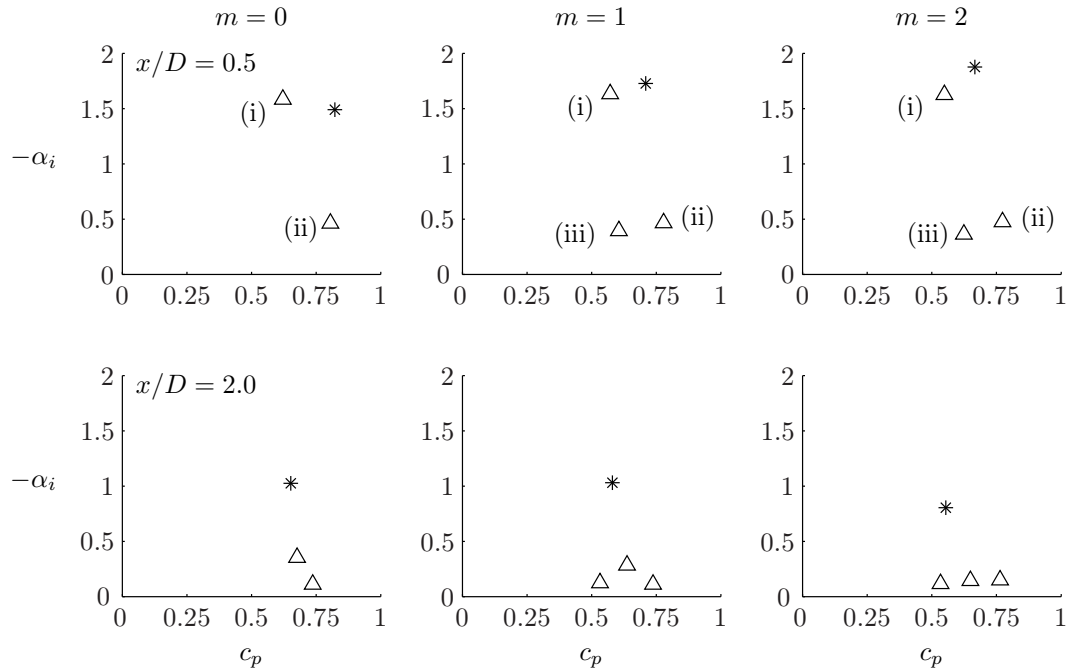 m = 0 m = 1 m = 2
x/D = 0.5
2 1.5 1 0.5 0
−α_i
(i)
(ii)
0 0.25 0.5 0.75 1
2 1.5 1 0.5 0
(i)
(iii) (ii)
0 0.25 0.5 0.75 1
2 1.5 1 0.5 0
(i)
(iii) (ii)
0 0.25 0.5 0.75 1
x/D = 2.0
2 1.5 1 0.5 0
−α_i
0 0.25 0.5 0.75 1
c_p
2 1.5 1 0.5 0
0 0.25 0.5 0.75 1
c_p
2 1.5 1 0.5 0
0 0.25 0.5 0.75 1
c_p